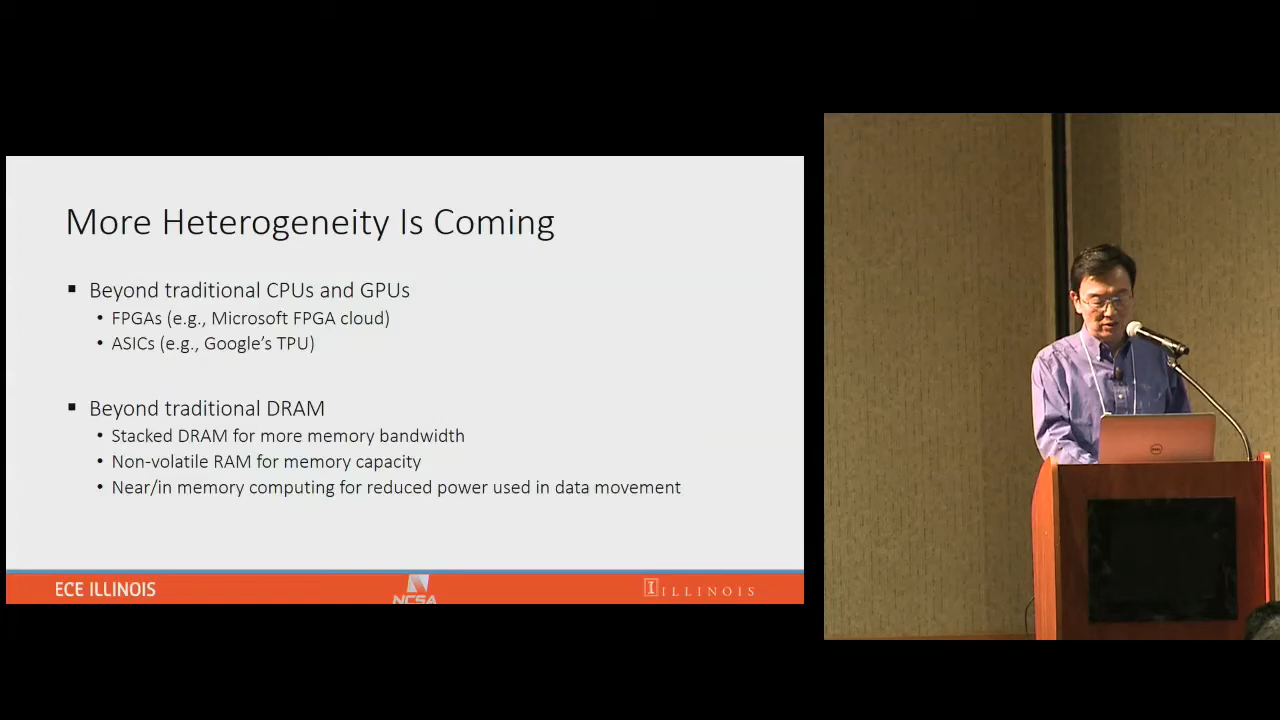 More Heterogeneity Is Coming
▪ Beyond traditional CPUs and GPUs
• FPGAs (e.g., Microsoft FPGA cloud)
• ASICs (e.g., Google's TPU)
▪ Beyond traditional DRAM
• Stacked DRAM for more memory bandwidth
• Non-volatile RAM for memory capacity
• Near/in memory computing for reduced power used in data movement
ECE ILLINOIS
NCSA
I ILLINOIS
DELL